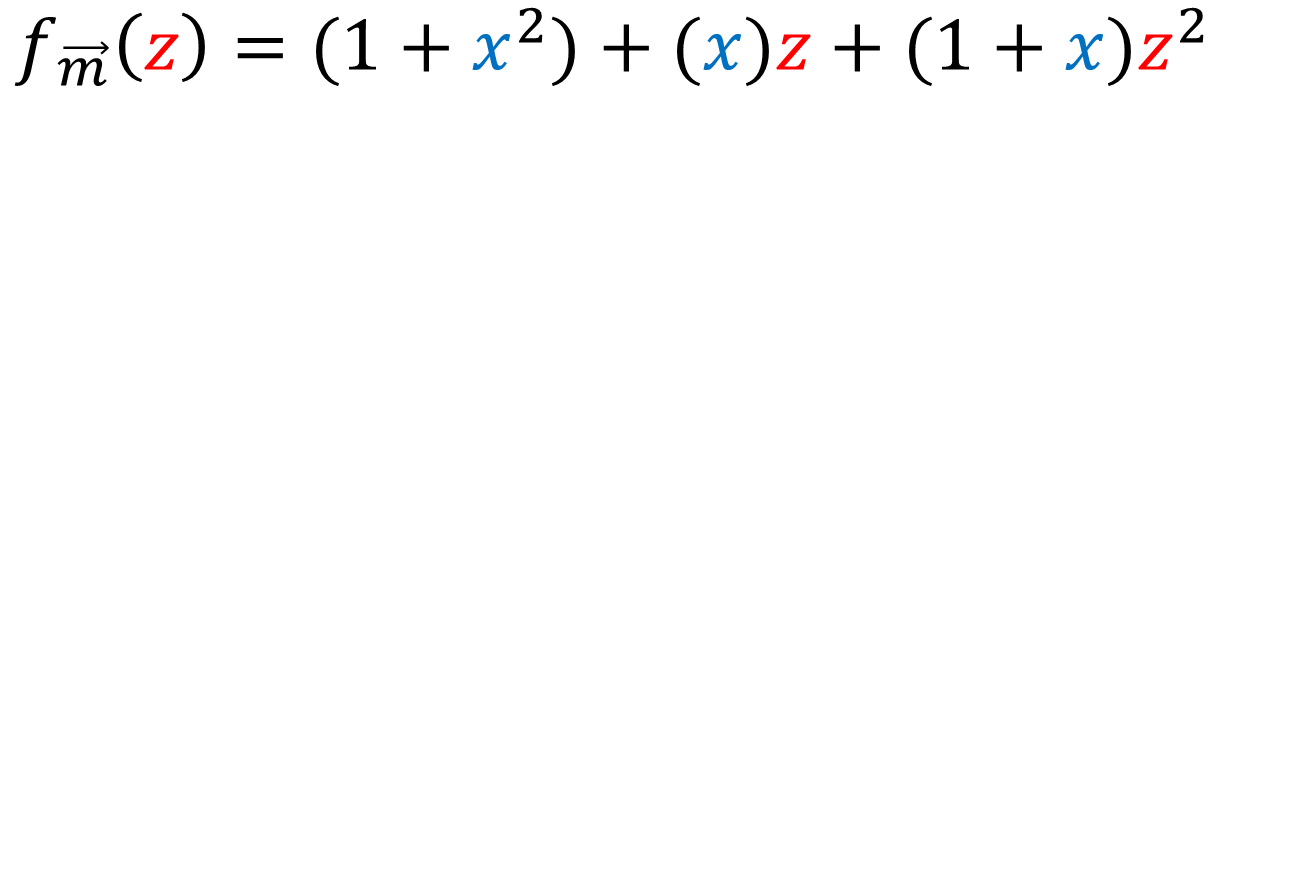 $f_{\vec{m}}(z) = (1 + x^2) + (x)z + (1 + x)z^2$